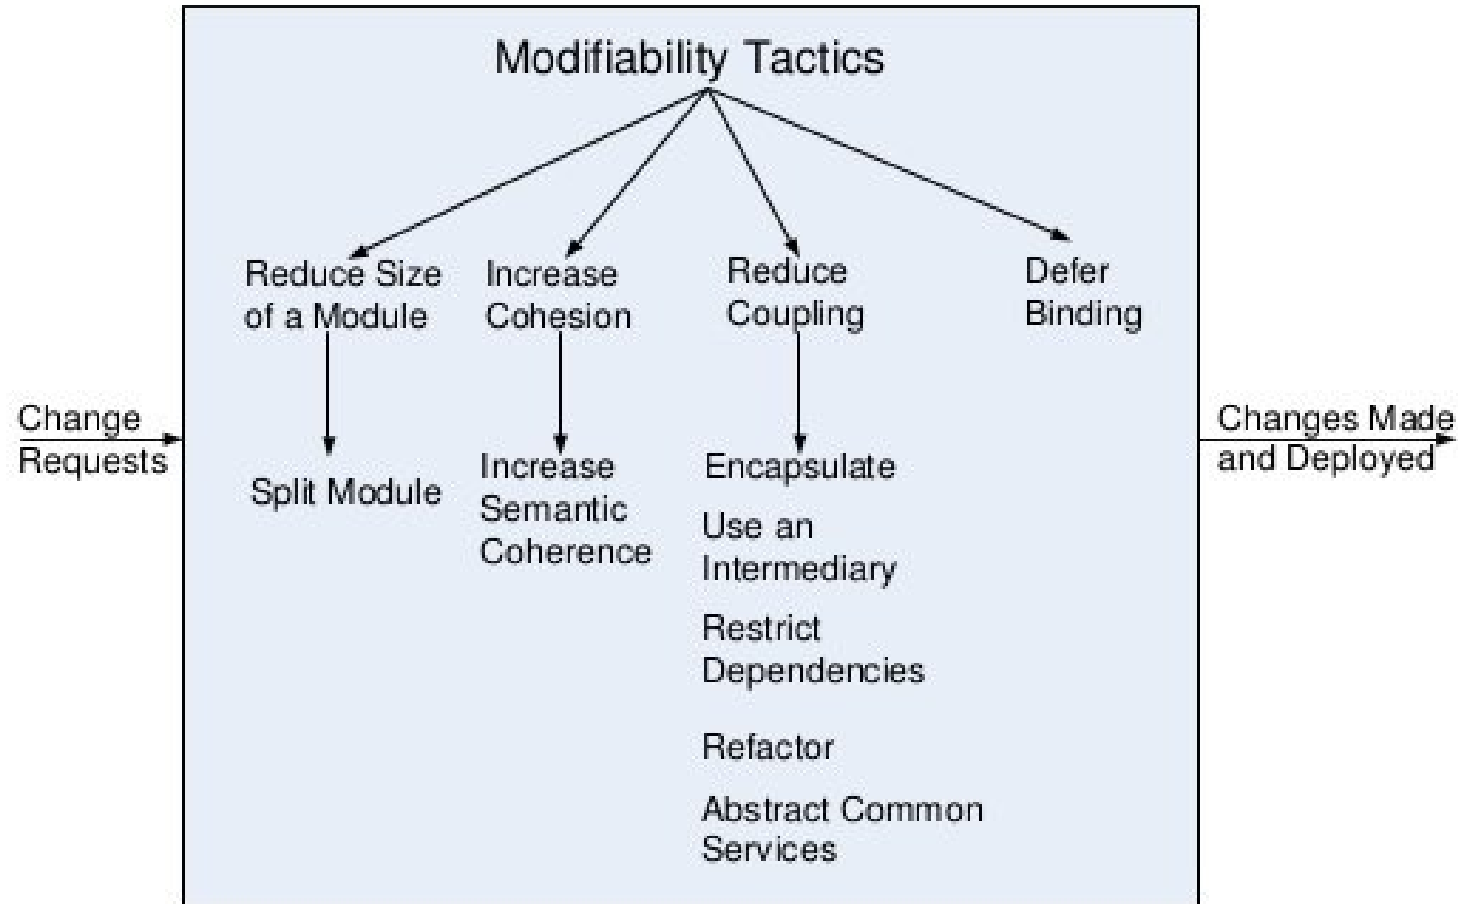 Modifiability Tactics
Reduce Size
of a Module
Increase
Cohesion
Reduce
Coupling
Defer
Binding
Change
Requests
Changes Made
and Deployed
Split Module
Increase
Semantic
Coherence
Encapsulate
Use an
Intermediary
Restrict
Dependencies
Refactor
Abstract Common
Services